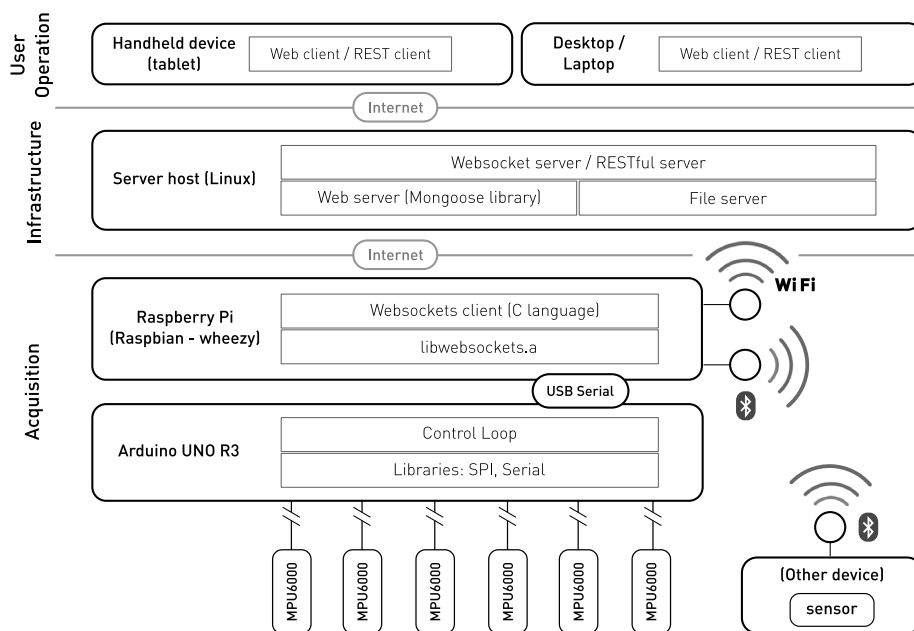 User
Operation
Handheld device
(tablet)
Web client / REST client
Desktop /
Laptop
Web client / REST client
Internet
Infrastructure
Server host (Linux)
Websocket server / RESTful server
Web server (Mongoose library)
File server
Internet
WiFi
Acquisition
Raspberry Pi
(Raspbian - wheezy)
Websockets client (C language)
libwebsockets.a
USB Serial
Arduino UNO R3
Control Loop
Libraries: SPI, Serial
MPU6000
MPU6000
MPU6000
MPU6000
MPU6000
MPU6000
(Other device)
sensor